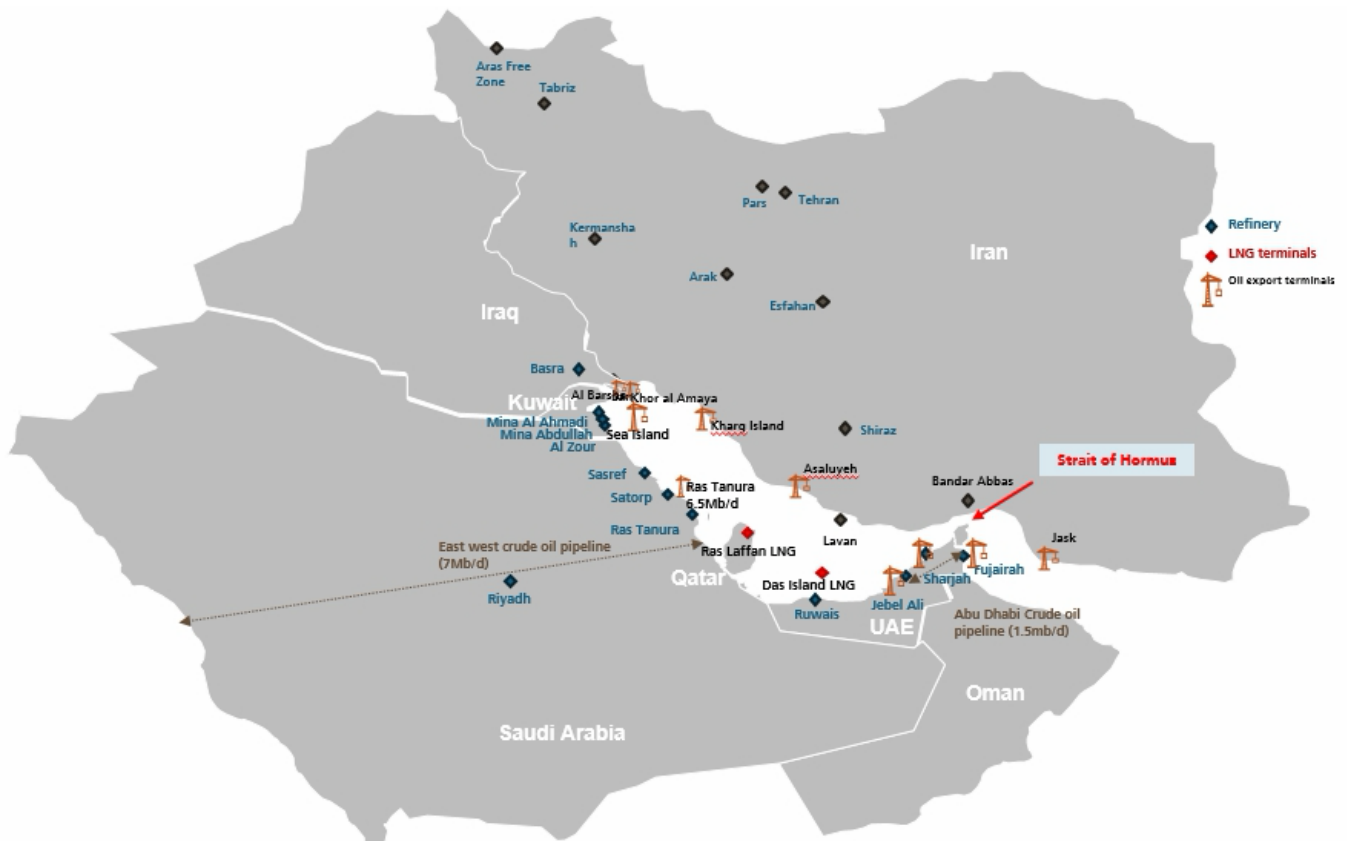 Aras Free
Zone
Tabriz
Pars
Tehran
Kermansha
h
Iran
Refinery
LNG terminals
Oil export terminals
Arak
Esfahan
Iraq
Basra
Al Bars
Khor al Amaya
Kuwait
Mina Al Ahmadi
Mina Abdullah
Sea Island
Al Zour
Kharq Island
Shiraz
Strait of Hormuz
Sasref
Asaluyeh
Bandar Abbas
Satorp
Ras Tanura
6.5Mb/d
Ras Tanura
Lavan
Jask
East west crude oil pipeline
(7Mb/d)
Ras Laffan LNG
Qatar
Das Island LNG
Sharjah
Fujairah
Riyadh
Ruwais
Jebel Ali
UAE
Abu Dhabi Crude oil
pipeline (1.5mb/d)
Oman
Saudi Arabia